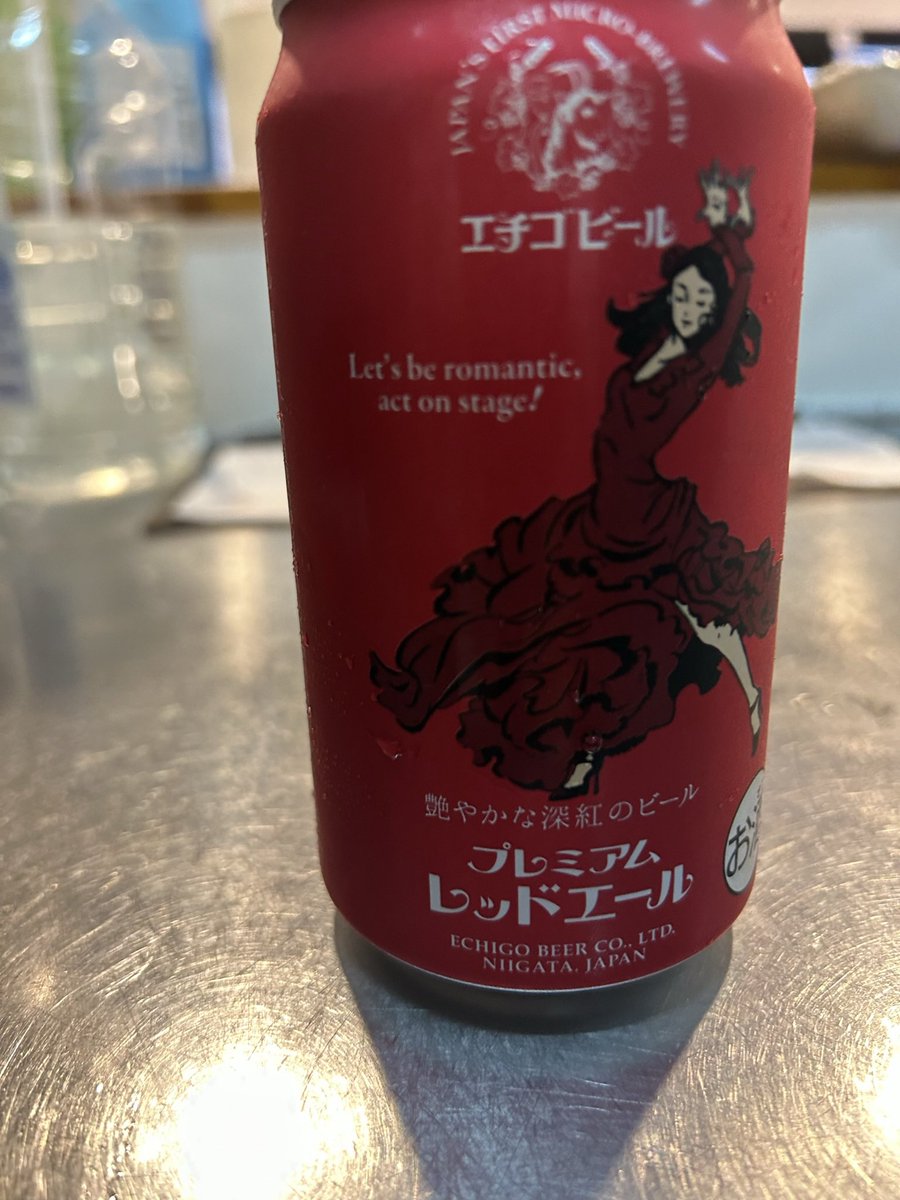 JAPAN'S FIRST MICRO-BREWERY
エチゴビール
Let's be romantic,
act on stage!
艶やかな深紅のビール
プレミアム
レッドエール
お
ECHIGO BEER CO., LTD.
NIIGATA, JAPAN